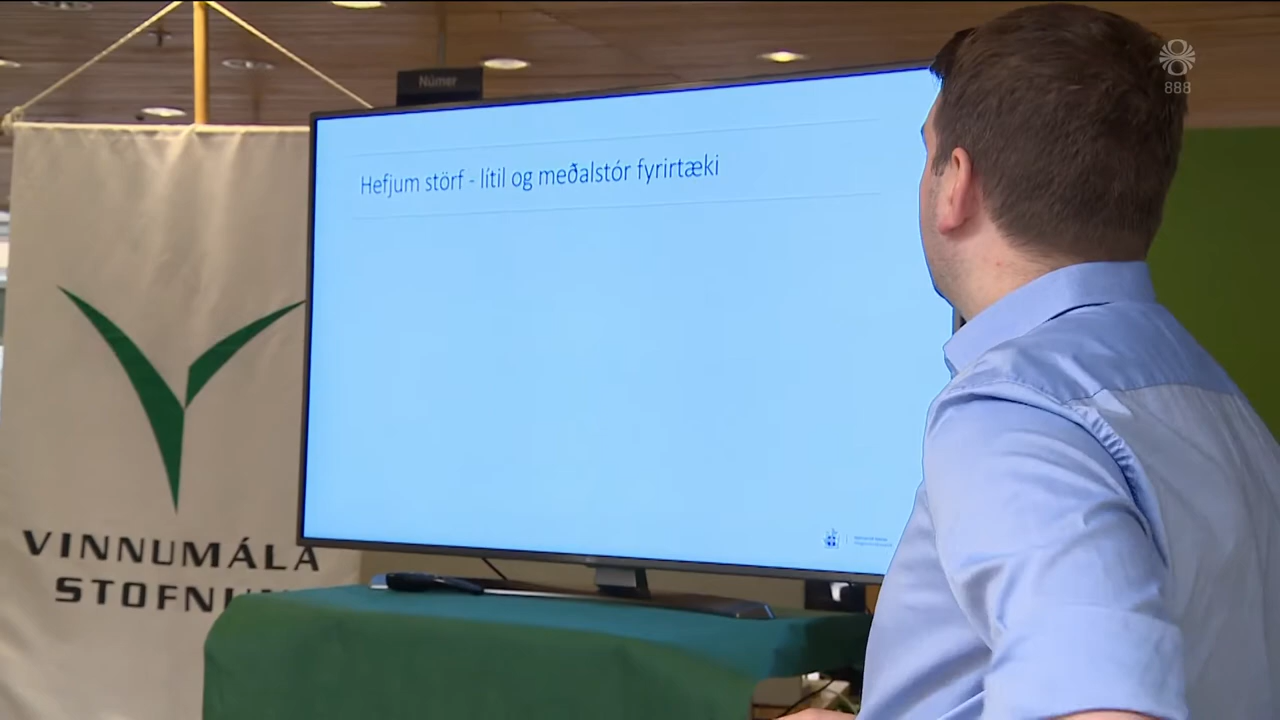 Númer
888
Hefjum störf - lítil og meðalstór fyrirtæki
VINNUMÁLA
STOFNU